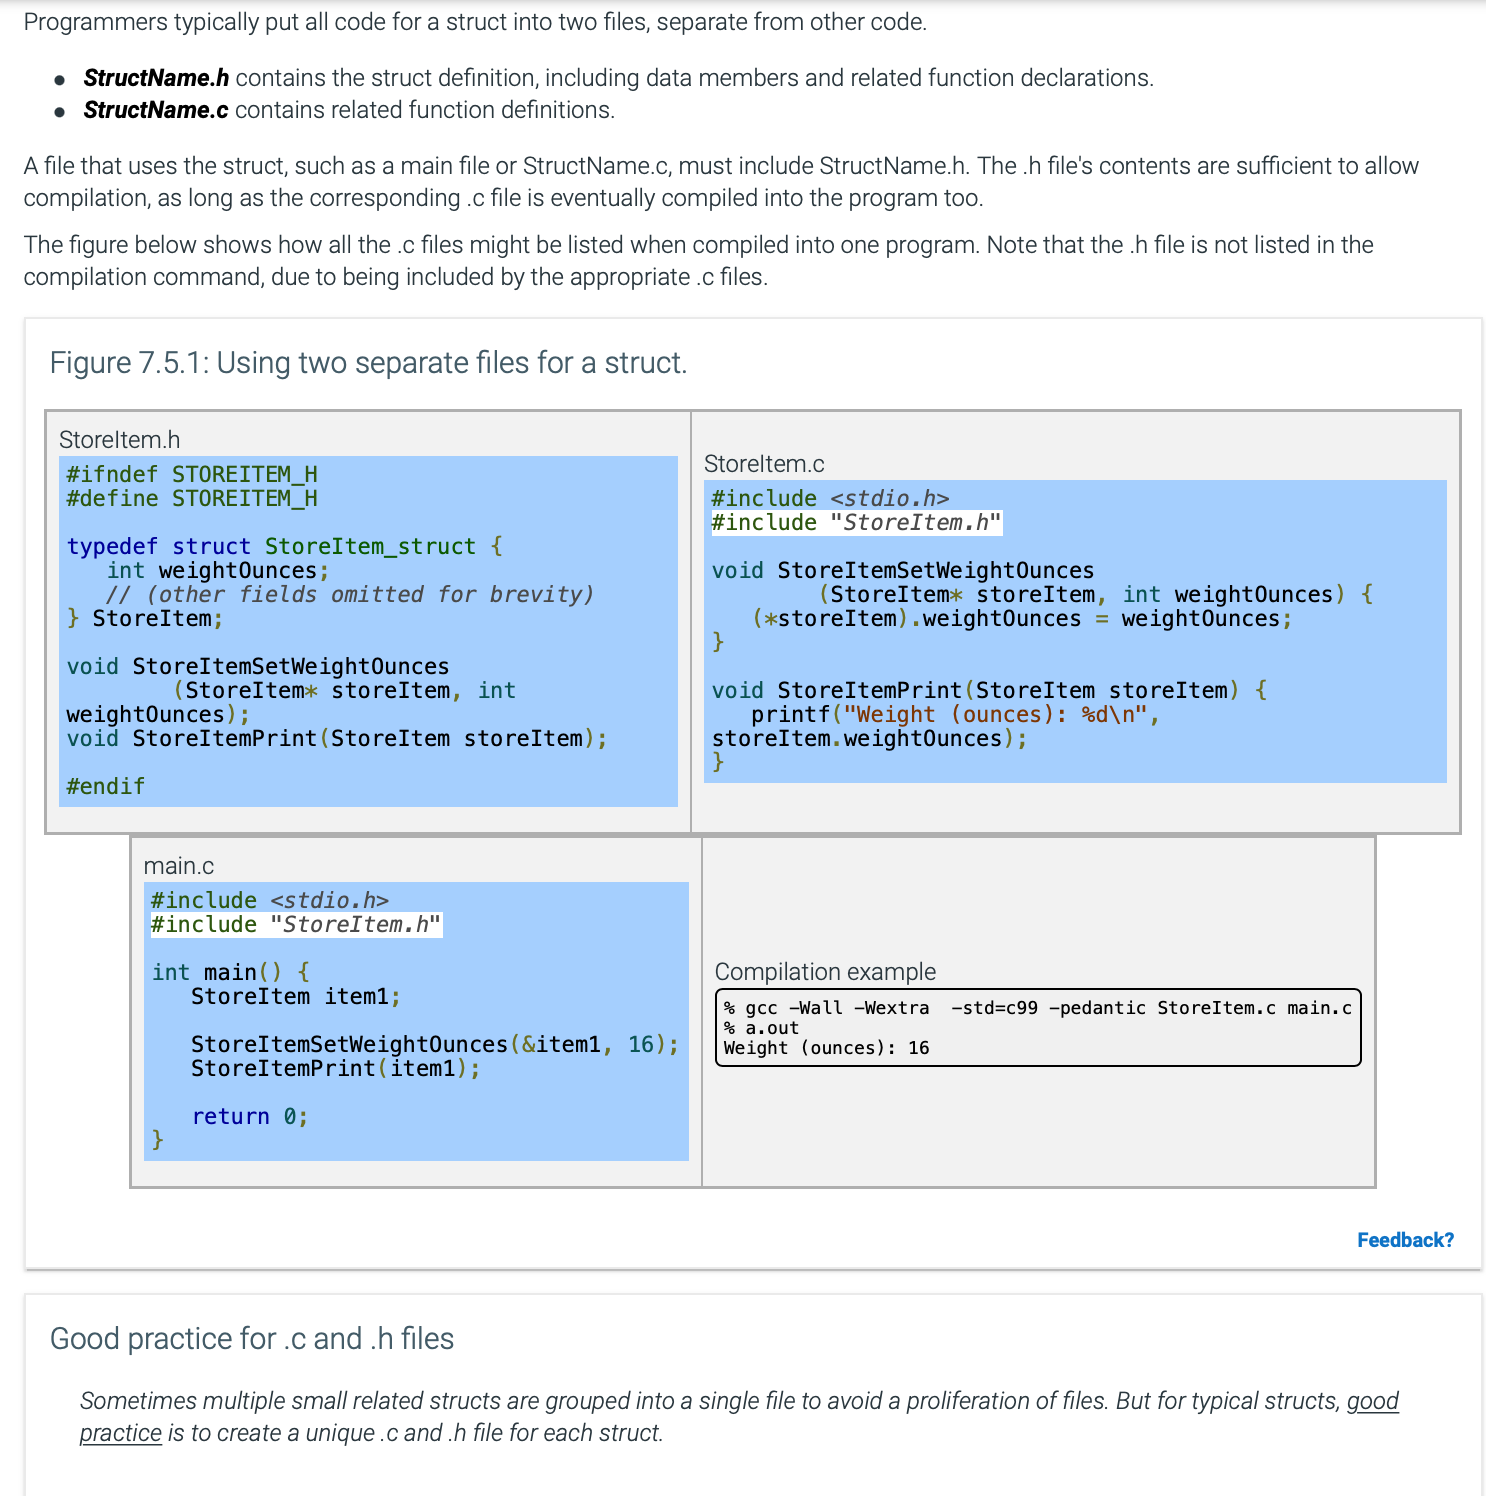 Programmers typically put all code for a struct into two files, separate from other code.
StructName.h contains the struct definition, including data members and related function declarations.
StructName.c contains related function definitions.
A file that uses the struct, such as a main file or StructName.c, must include StructName.h. The .h file's contents are sufficient to allow
compilation, as long as the corresponding .c file is eventually compiled into the program too.
The figure below shows how all the .c files might be listed when compiled into one program. Note that the .h file is not listed in the
compilation command, due to being included by the appropriate .c files.
Figure 7.5.1: Using two separate files for a struct.
StoreItem.h
#ifndef STOREITEM_H
#define STOREITEM_H
typedef struct StoreItem_struct {
int weightOunces;
// (other fields omitted for brevity)
} StoreItem;
void StoreItemSetWeightOunces
(StoreItem* storeItem, int
weightOunces);
void StoreItemPrint(StoreItem storeItem);
#endif
StoreItem.c
#include <stdio.h>
#include "StoreItem.h"
void StoreItemSetWeightOunces
(StoreItem* storeItem, int weightOunces) {
(*storeItem).weightOunces = weightOunces;
}
void StoreItemPrint(StoreItem storeItem) {
printf("Weight (ounces): %d\n",
storeItem.weightOunces);
}
main.c
#include <stdio.h>
#include "StoreItem.h"
int main() {
StoreItem item1;
StoreItemSetWeightOunces(&item1, 16);
StoreItemPrint(item1);
return 0;
}
Compilation example
% gcc -Wall -Wextra  -std=c99 -pedantic StoreItem.c main.c
% a.out
Weight (ounces): 16
Feedback?
Good practice for .c and .h files
Sometimes multiple small related structs are grouped into a single file to avoid a proliferation of files. But for typical structs, good
practice is to create a unique .c and .h file for each struct.